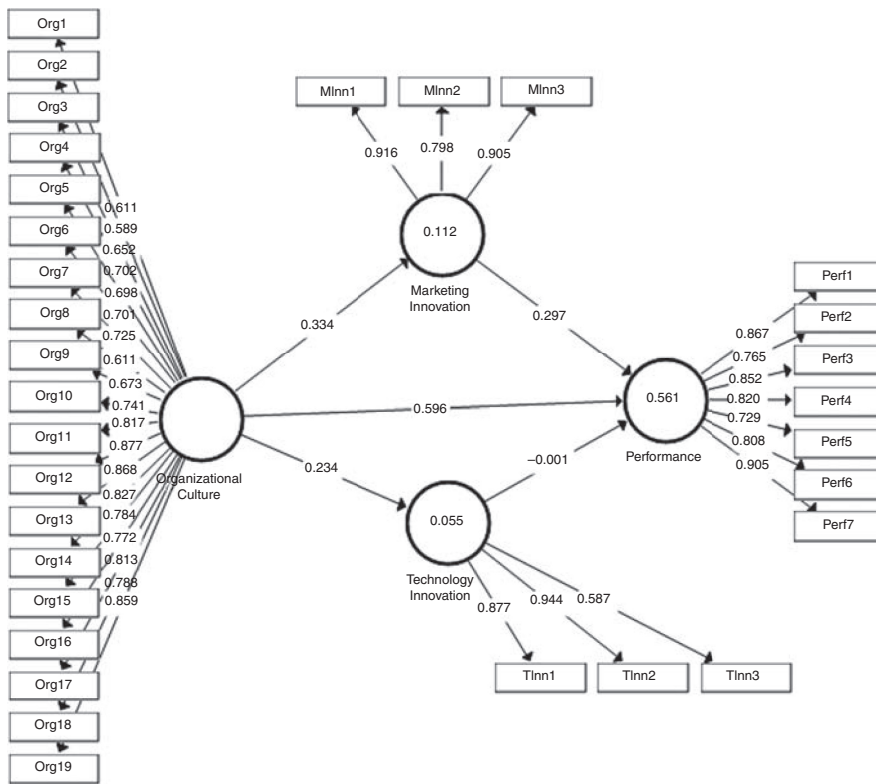 Org1
Org2
Org3
Org4
Org5
Org6
Org7
Org8
Org9
Org10
Org11
Org12
Org13
Org14
Org15
Org16
Org17
Org18
Org19
0.611
0.589
0.652
0.702
0.698
0.701
0.725
0.611
0.673
0.741
0.817
0.877
0.868
0.827
0.784
0.772
0.813
0.788
0.859
Organizational
Culture
0.334
0.596
0.234
MInn1
MInn2
MInn3
0.916
0.798
0.905
0.112
Marketing
Innovation
0.297
−0.001
0.055
Technology
Innovation
0.877
0.944
0.587
TInn1
TInn2
TInn3
0.561
Performance
0.867
0.765
0.852
0.820
0.729
0.808
0.905
Perf1
Perf2
Perf3
Perf4
Perf5
Perf6
Perf7